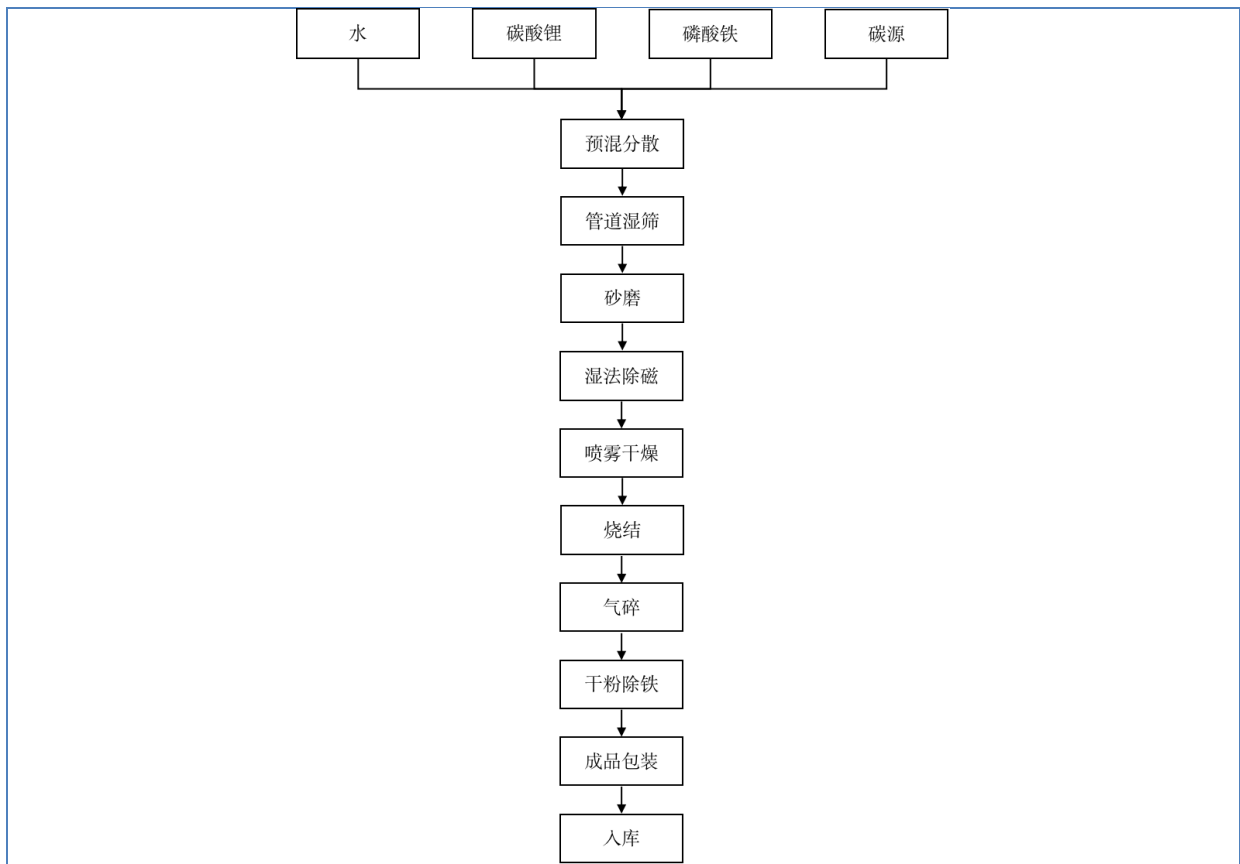 水
碳酸锂
磷酸铁
碳源
预混分散
管道湿筛
砂磨
湿法除磁
喷雾干燥
烧结
气碎
干粉除铁
成品包装
入库